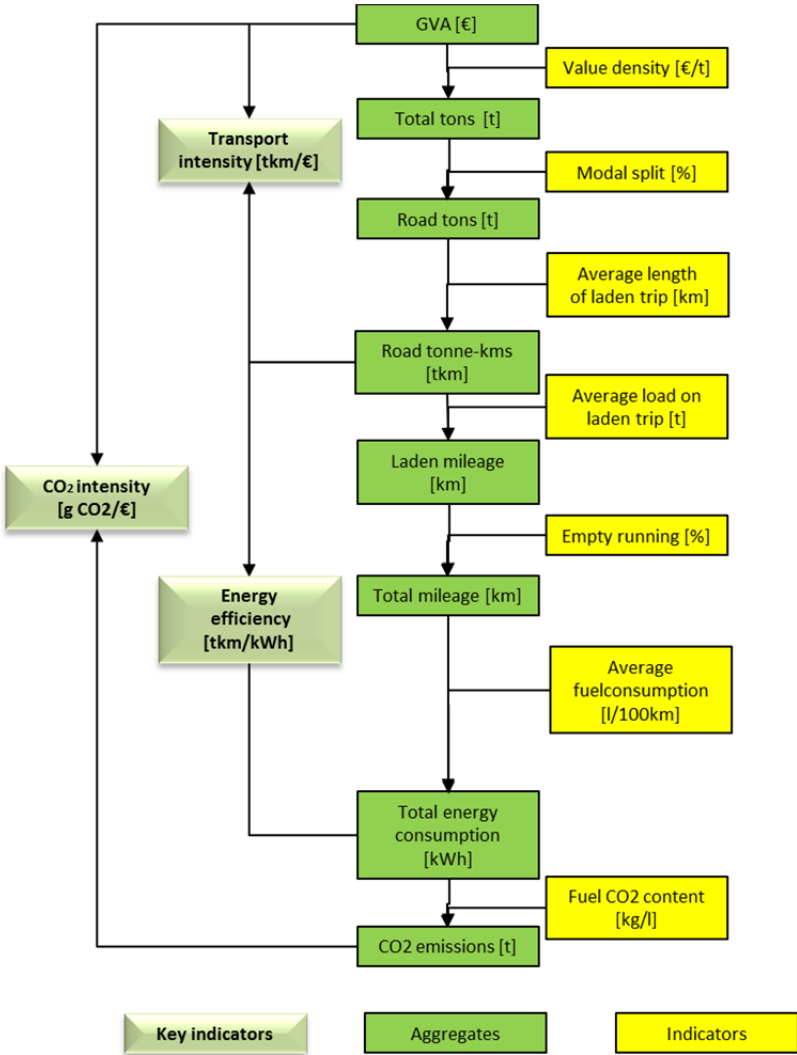 GVA [€]
Value density [€/t]
Total tons  [t]
Transport
intensity [tkm/€]
Modal split [%]
Road tons [t]
Average length
of laden trip [km]
Road tonne-kms
[tkm]
Average load on
laden trip [t]
Laden mileage
[km]
CO₂ intensity
[g CO2/€]
Empty running [%]
Energy
efficiency
[tkm/kWh]
Total mileage [km]
Average
fuelconsumption
[l/100km]
Total energy
consumption
[kWh]
Fuel CO2 content
[kg/l]
CO2 emissions [t]
Key indicators
Aggregates
Indicators